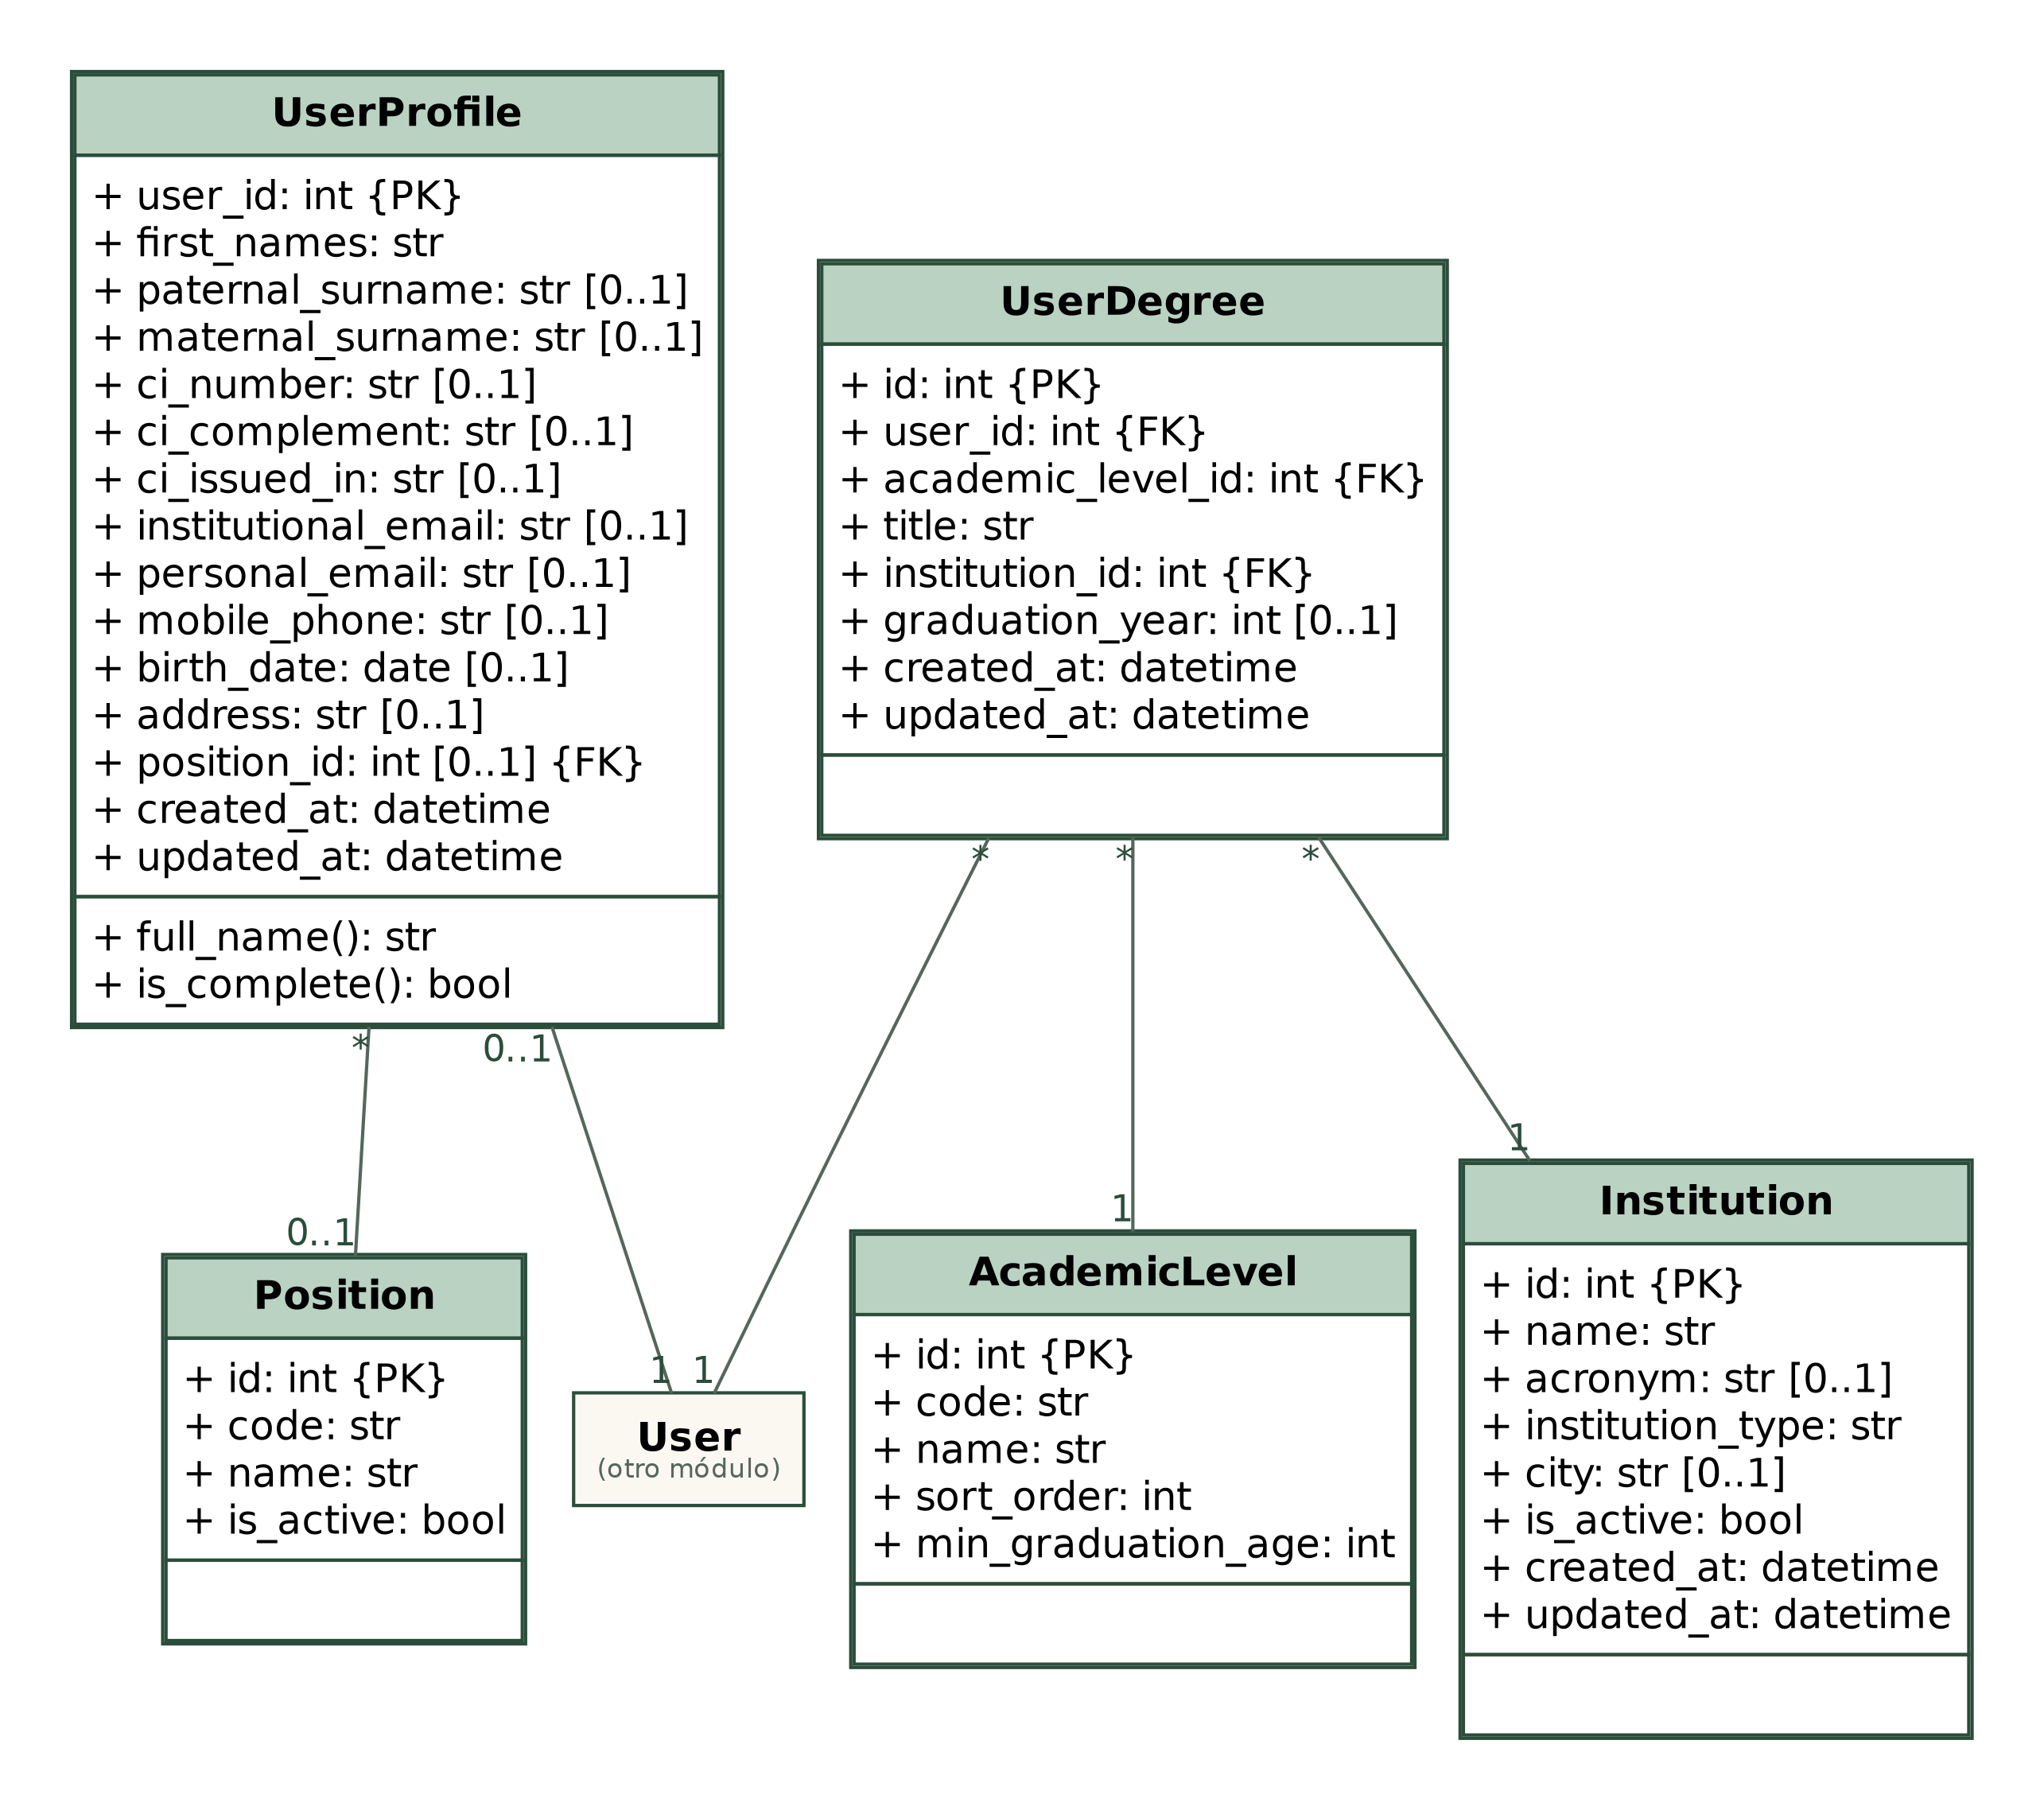 UserProfile
+ user_id: int {PK}
+ first_names: str
+ paternal_surname: str [0..1]
+ maternal_surname: str [0..1]
+ ci_number: str [0..1]
+ ci_complement: str [0..1]
+ ci_issued_in: str [0..1]
+ institutional_email: str [0..1]
+ personal_email: str [0..1]
+ mobile_phone: str [0..1]
+ birth_date: date [0..1]
+ address: str [0..1]
+ position_id: int [0..1] {FK}
+ created_at: datetime
+ updated_at: datetime
+ full_name(): str
+ is_complete(): bool
UserDegree
+ id: int {PK}
+ user_id: int {FK}
+ academic_level_id: int {FK}
+ title: str
+ institution_id: int {FK}
+ graduation_year: int [0..1]
+ created_at: datetime
+ updated_at: datetime
* * *
* 0..1
0..1
1 1
1
1
Position
+ id: int {PK}
+ code: str
+ name: str
+ is_active: bool
User
(otro módulo)
AcademicLevel
+ id: int {PK}
+ code: str
+ name: str
+ sort_order: int
+ min_graduation_age: int
Institution
+ id: int {PK}
+ name: str
+ acronym: str [0..1]
+ institution_type: str
+ city: str [0..1]
+ is_active: bool
+ created_at: datetime
+ updated_at: datetime